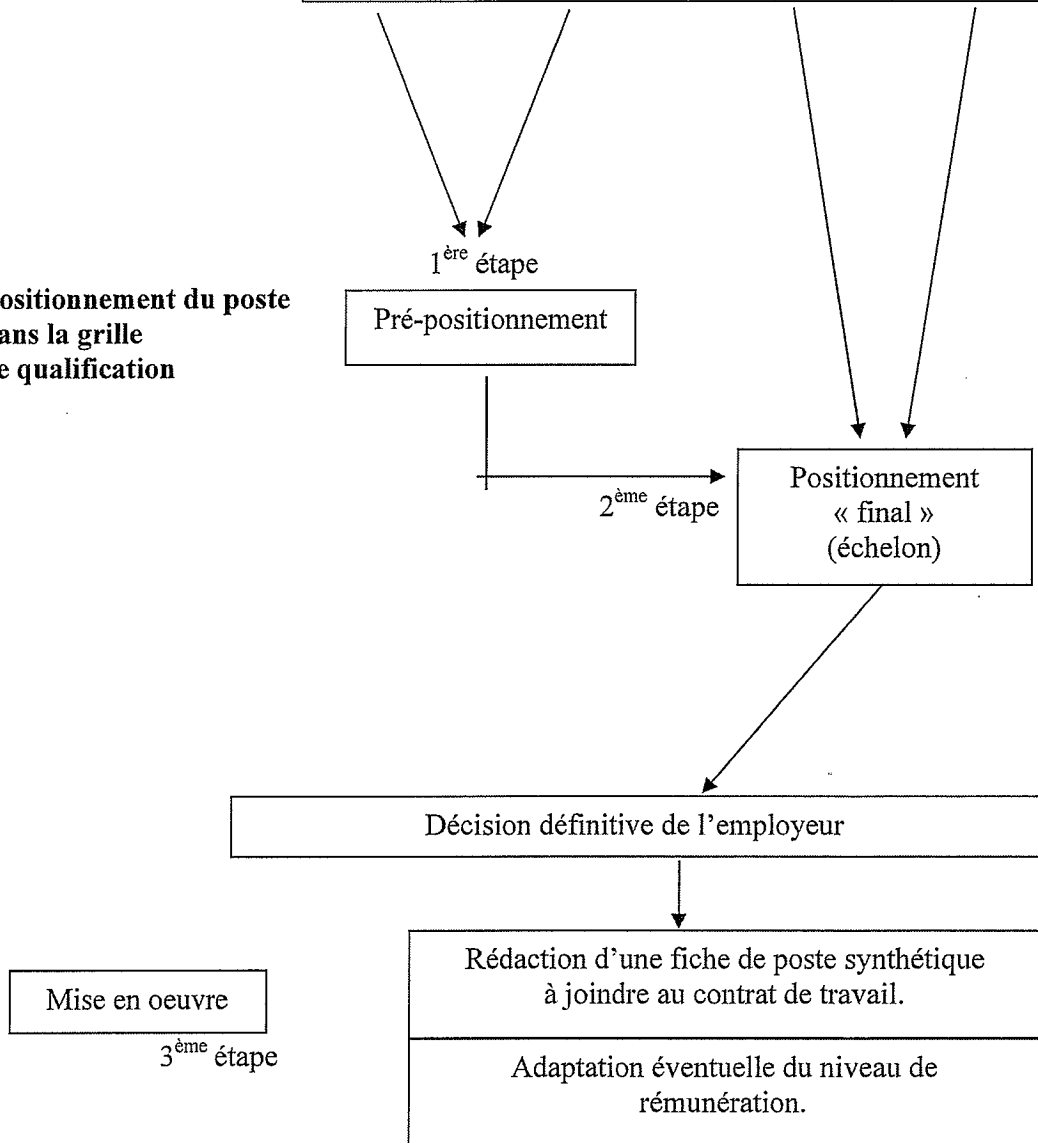 1ère étape
ositionnement du poste
ans la grille
e qualification
Pré-positionnement
2ème étape
Positionnement
« final »
(échelon)
Décision définitive de l’employeur
Rédaction d’une fiche de poste synthétique
à joindre au contrat de travail.
Mise en oeuvre
3ème étape
Adaptation éventuelle du niveau de
rémunération.